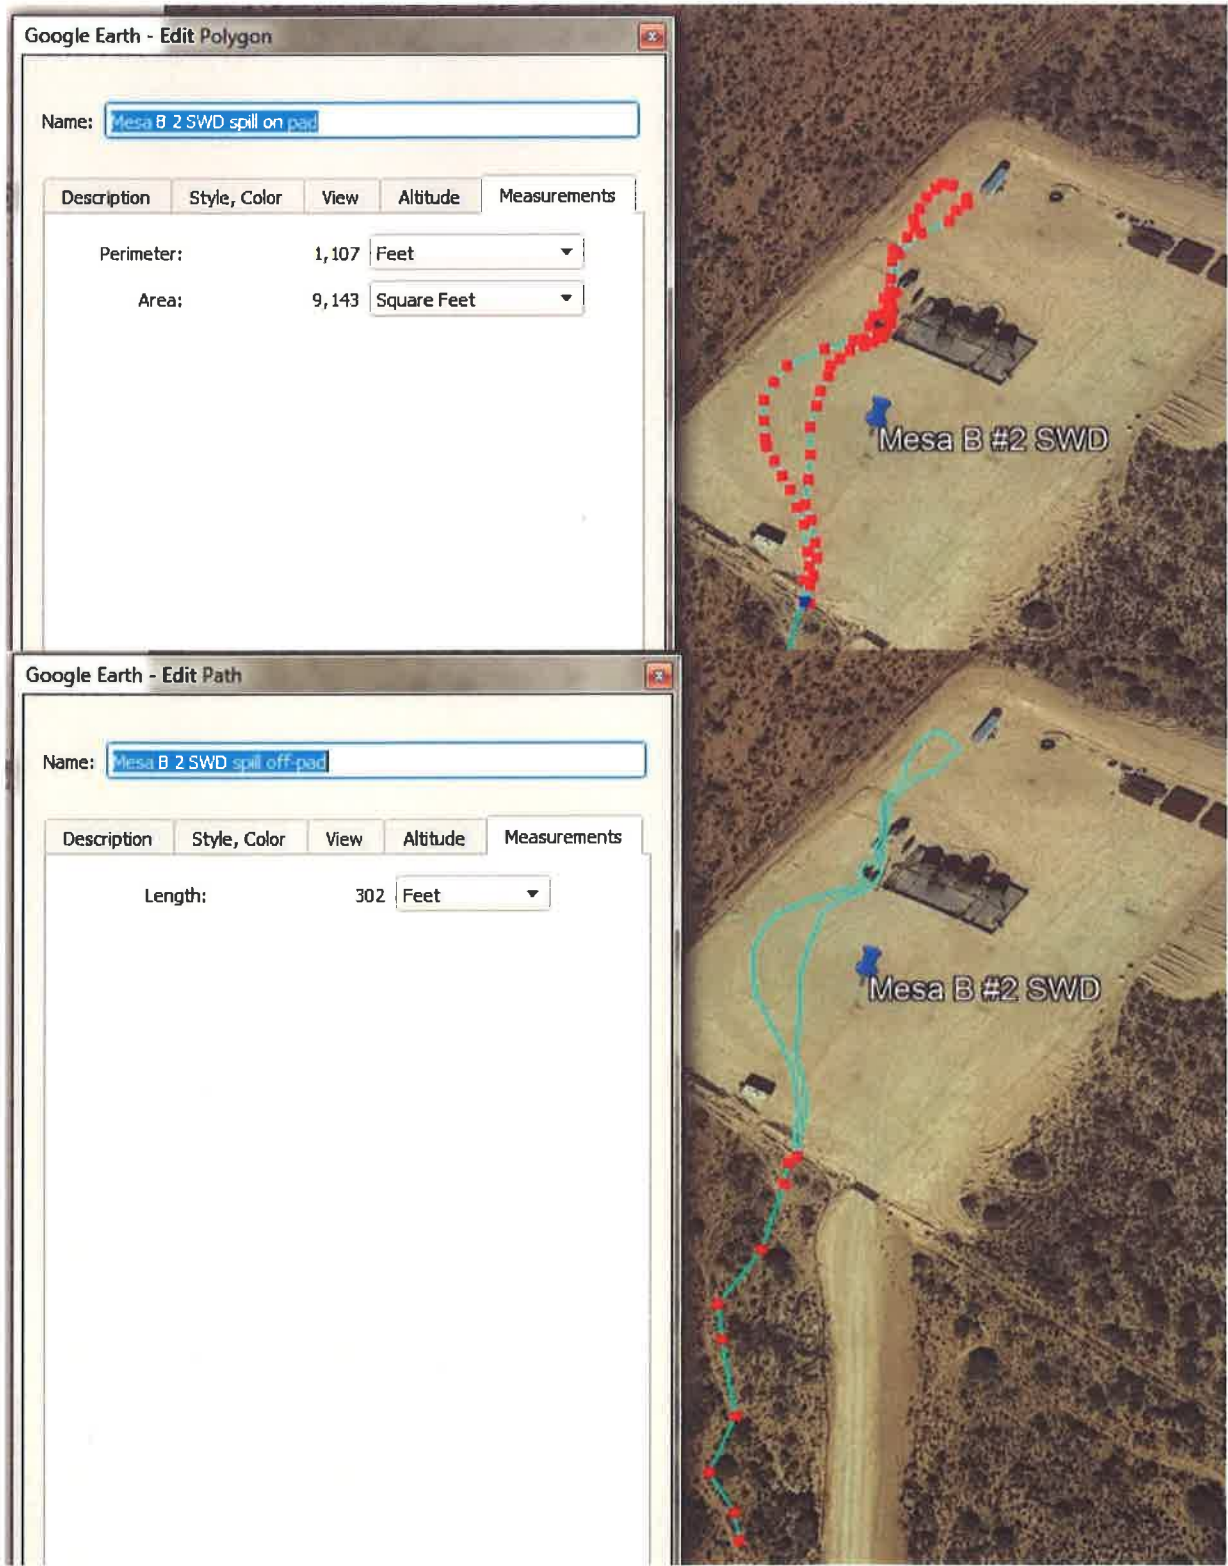 Google Earth - Edit Polygon
Name: Mesa B 2 SWD spill on pad
Description Style, Color View Altitude Measurements
Perimeter: 1,107 Feet
Area: 9,143 Square Feet
Mesa B #2 SWD
Google Earth - Edit Path
Name: Mesa B 2 SWD spill off-pad
Description Style, Color View Altitude Measurements
Length: 302 Feet
Mesa B #2 SWD